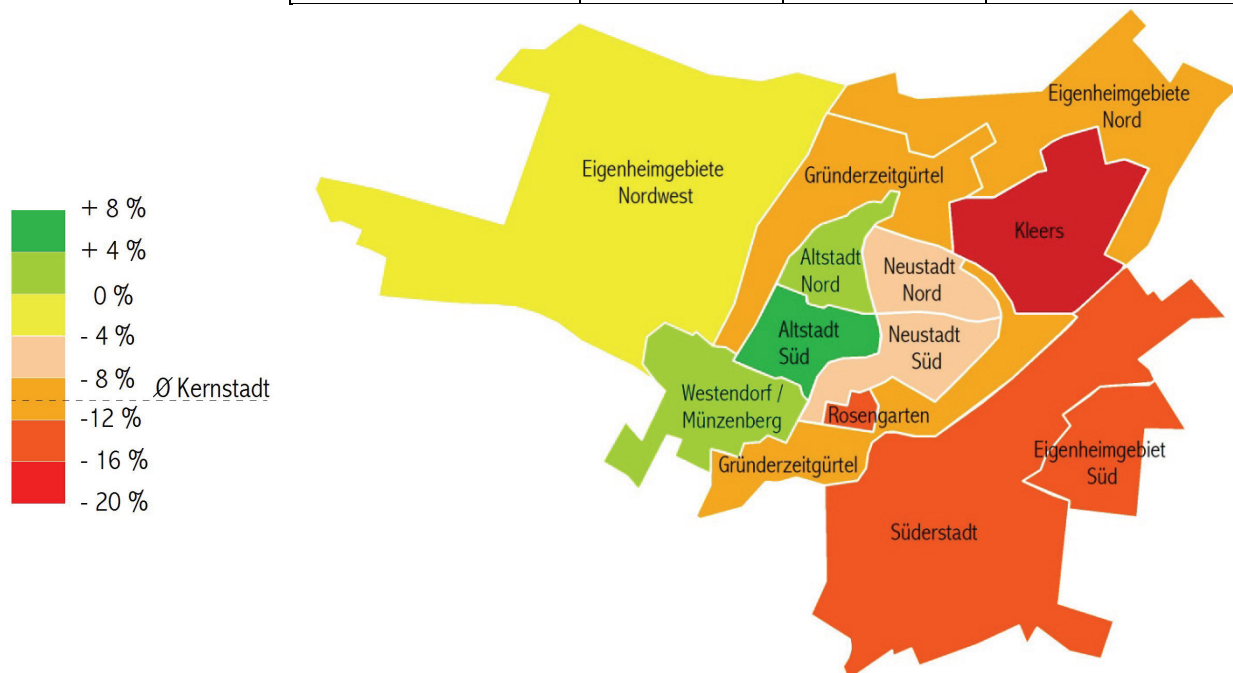 + 8 %
+ 4 %
0 %
- 4 %
- 8 %
Ø Kernstadt
-12 %
- 16 %
- 20 %
Eigenheimgebiete
Nordwest
Eigenheimgebiete
Nord
Gründerzeitgürtel
Kleers
Altstadt
Nord
Neustadt
Nord
Altstadt
Süd
Neustadt
Süd
Westendorf /
Münzenberg
Rosengarten
Gründerzeitgürtel
Eigenheimgebiet
Süd
Süderstadt